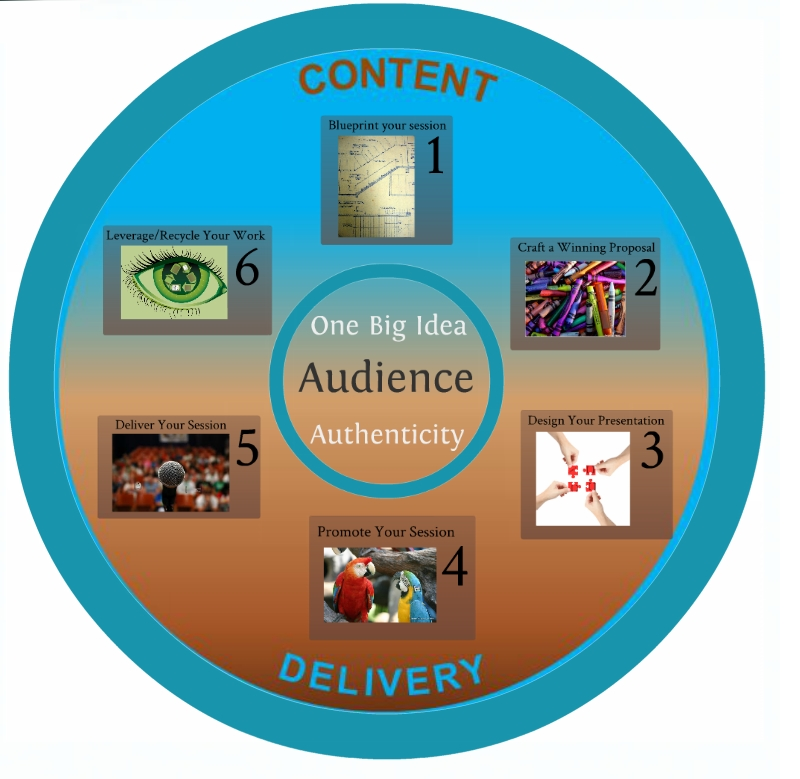 CONTENT
Blueprint your session
1
Craft a Winning Proposal
2
Design Your Presentation
3
Promote Your Session
4
Deliver Your Session
5
Leverage/Recycle Your Work
6
One Big Idea
Audience
Authenticity
DELIVERY